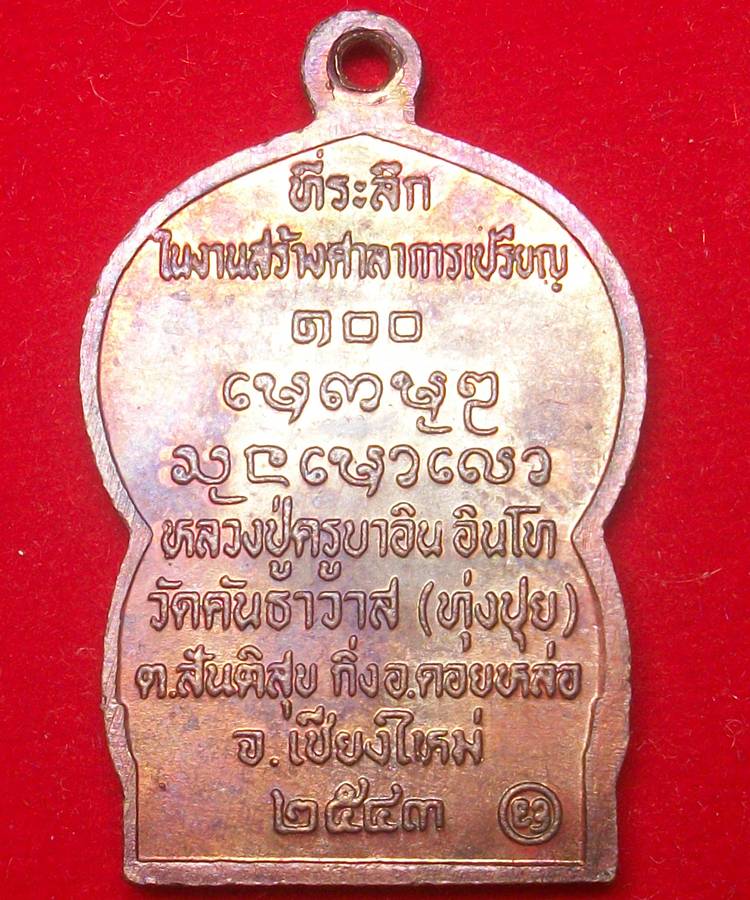 ที่ระลึก
ในงานสร้างศาลาการเปรียญ
๑๐๐
หลวงปู่ครูบาอิน อินโท
วัดคันธาวาส (ทุ่งปุย)
ต.สันติสุข กิ่งอ.ดอยหล่อ
จ.เชียงใหม่
๒๕๔๓